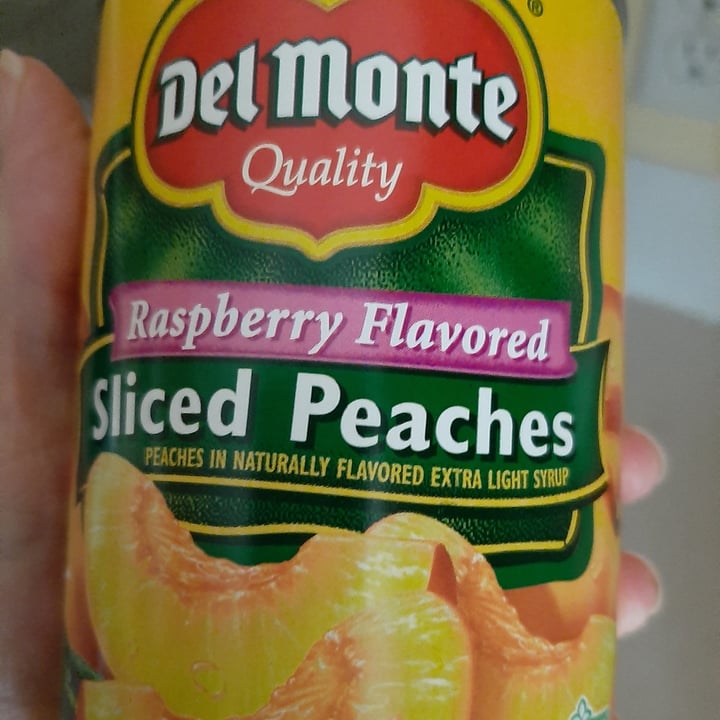 ®
Del Monte
Quality
Raspberry Flavored
Sliced Peaches
PEACHES IN NATURALLY FLAVORED EXTRA LIGHT SYRUP